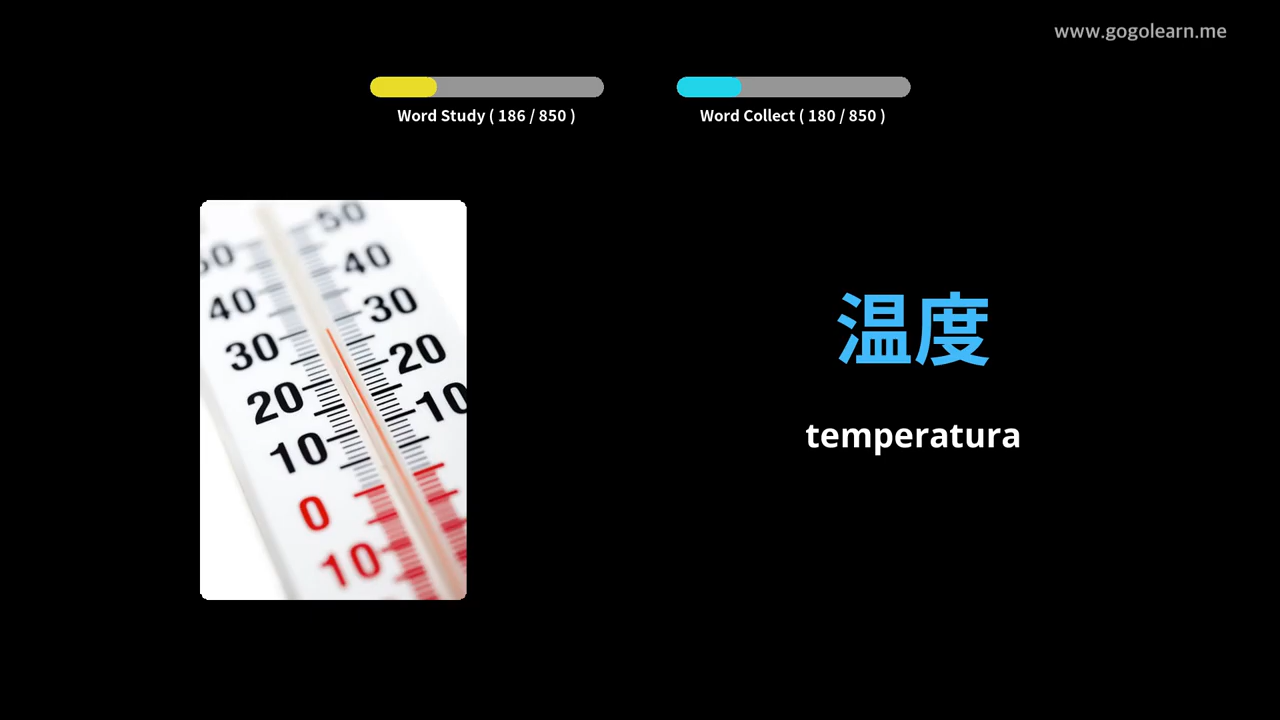 www.gogolearn.me
Word Study ( 186 / 850 )
Word Collect ( 180 / 850 )
50
50
40
40
30
30
20
20
10
10
0
10
温度
temperatura